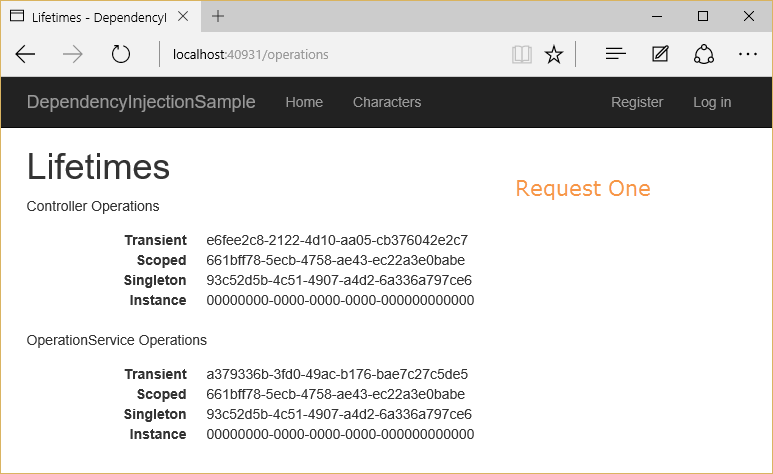 Lifetimes - DependencyI
localhost:40931/operations
DependencyInjectionSample Home Characters Register Log in
Lifetimes
Request One
Controller Operations
Transient e6fee2c8-2122-4d10-aa05-cb376042e2c7
Scoped 661bff78-5ecb-4758-ae43-ec22a3e0babe
Singleton 93c52d5b-4c51-4907-a4d2-6a336a797ce6
Instance 00000000-0000-0000-0000-000000000000
OperationService Operations
Transient a379336b-3fd0-49ac-b176-bae7c27c5de5
Scoped 661bff78-5ecb-4758-ae43-ec22a3e0babe
Singleton 93c52d5b-4c51-4907-a4d2-6a336a797ce6
Instance 00000000-0000-0000-0000-000000000000